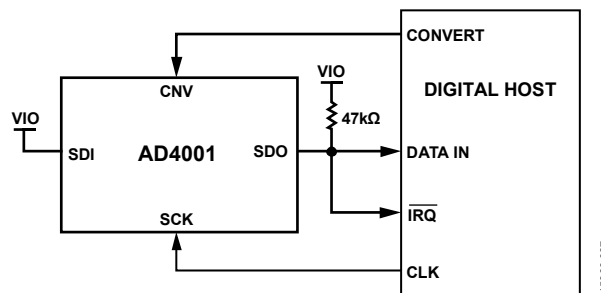 CONVERT
VIO
CNV
DIGITAL HOST
47kΩ
VIO
SDI
AD4001
SDO
DATA IN
IRQ
SCK
CLK